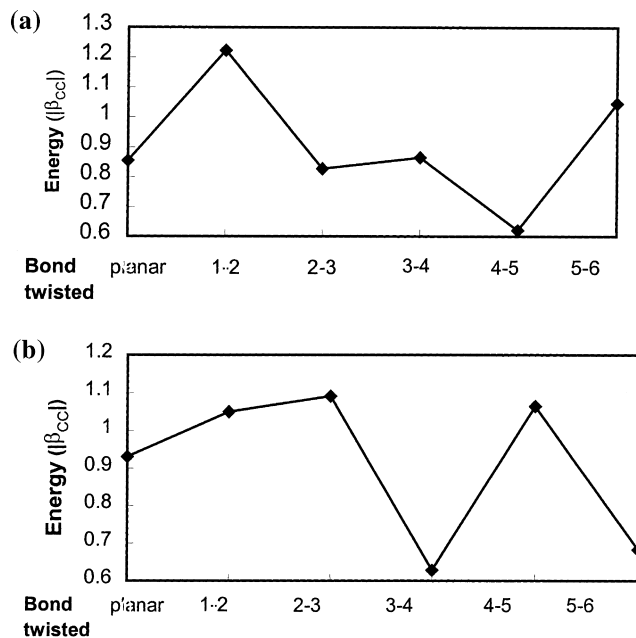 (a)
1.3
1.2
1.1
1
0.9
0.8
0.7
0.6
Energy (|βCC|)
Bond twisted
planar 1-2 2-3 3-4 4-5 5-6
(b)
1.2
1.1
1
0.9
0.8
0.7
0.6
Energy (|βCC|)
Bond twisted
planar 1-2 2-3 3-4 4-5 5-6